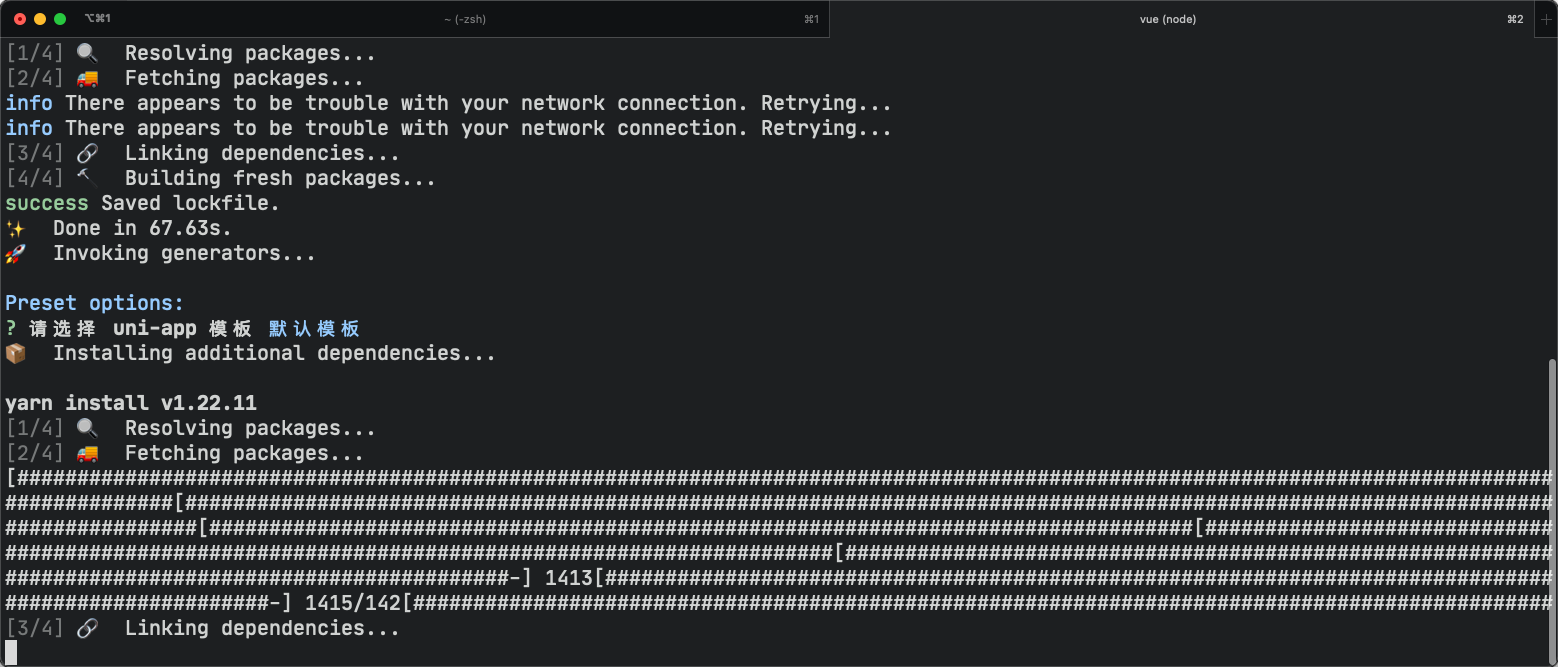 ⌥⌘1 ~ (-zsh) ⌘1 vue (node) ⌘2 +
[1/4] 🔍 Resolving packages...
[2/4] 🚚 Fetching packages...
info There appears to be trouble with your network connection. Retrying...
info There appears to be trouble with your network connection. Retrying...
[3/4] 🔗 Linking dependencies...
[4/4] 🔨 Building fresh packages...
success Saved lockfile.
✨ Done in 67.63s.
🚀 Invoking generators...
Preset options:
? 请选择 uni-app 模板 默认模板
📦 Installing additional dependencies...
yarn install v1.22.11
[1/4] 🔍 Resolving packages...
[2/4] 🚚 Fetching packages...
[################################################################################################################################
##############[##################################################################################################################
################[##################################################################################[#############################
#####################################################################[###########################################################
##########################################-] 1413[###############################################################################
######################-] 1415/142[###############################################################################################
[3/4] 🔗 Linking dependencies...